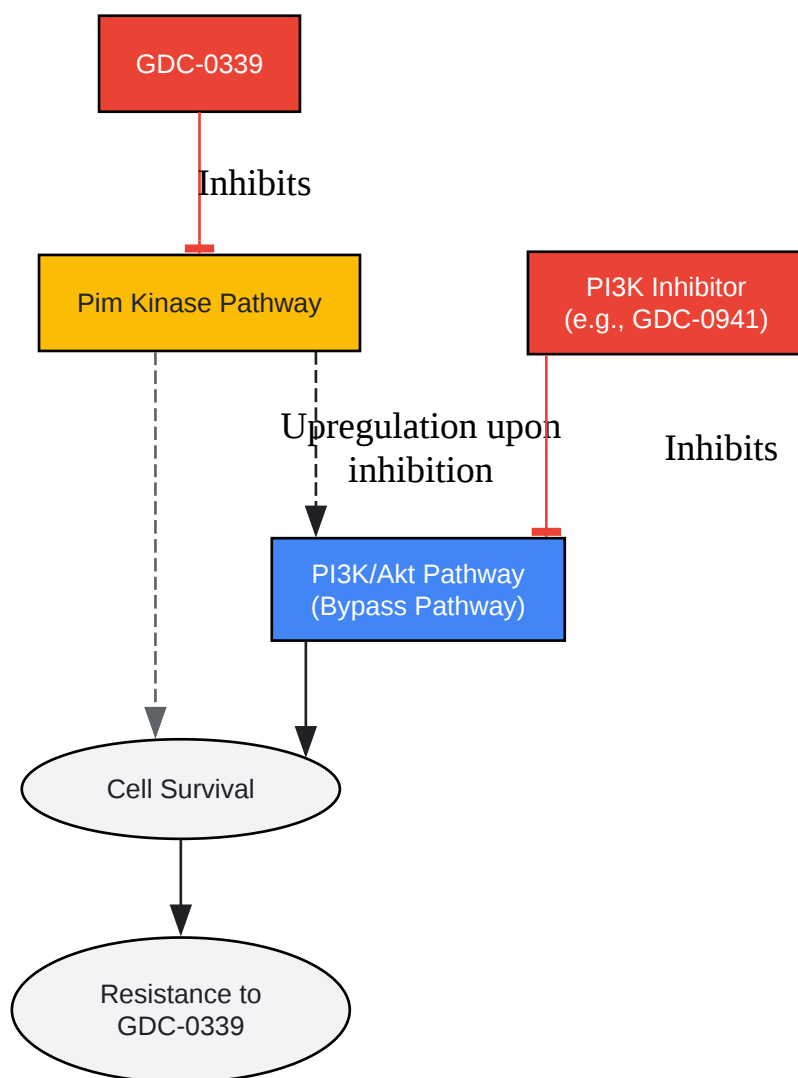 GDC-0339
Inhibits
Pim Kinase Pathway
PI3K Inhibitor
(e.g., GDC-0941)
Upregulation upon
inhibition
Inhibits
PI3K/Akt Pathway
(Bypass Pathway)
Cell Survival
Resistance to
GDC-0339